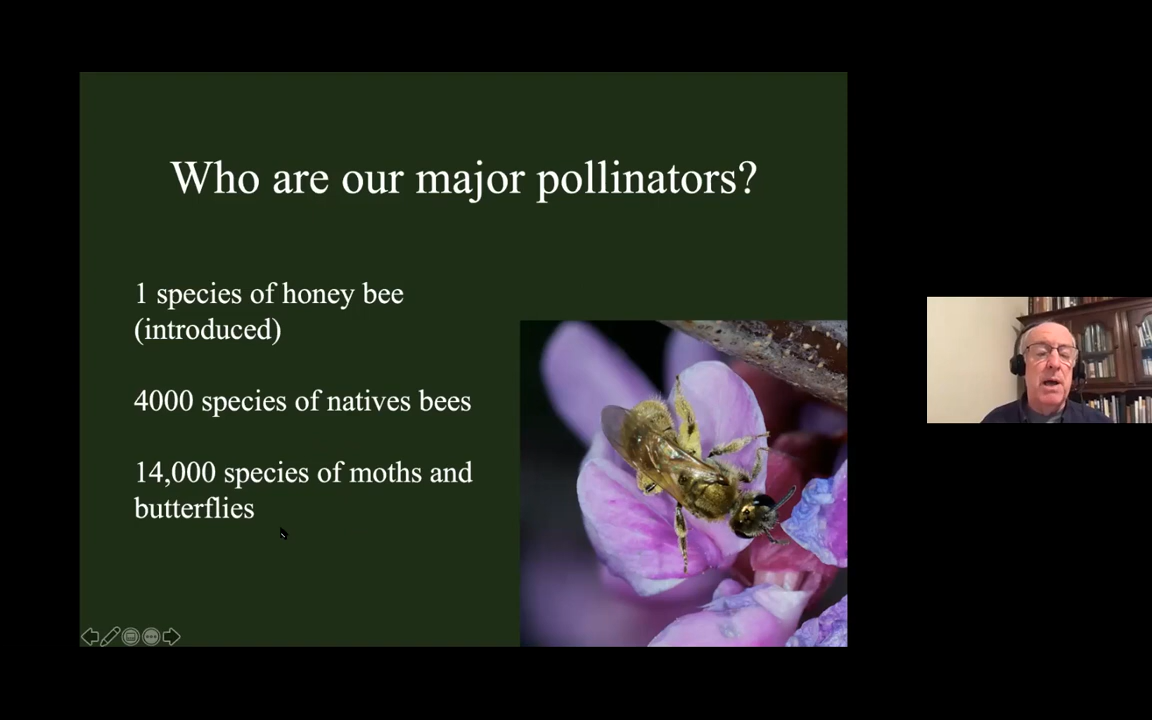 Who are our major pollinators?
1 species of honey bee
(introduced)
4000 species of natives bees
14,000 species of moths and
butterflies